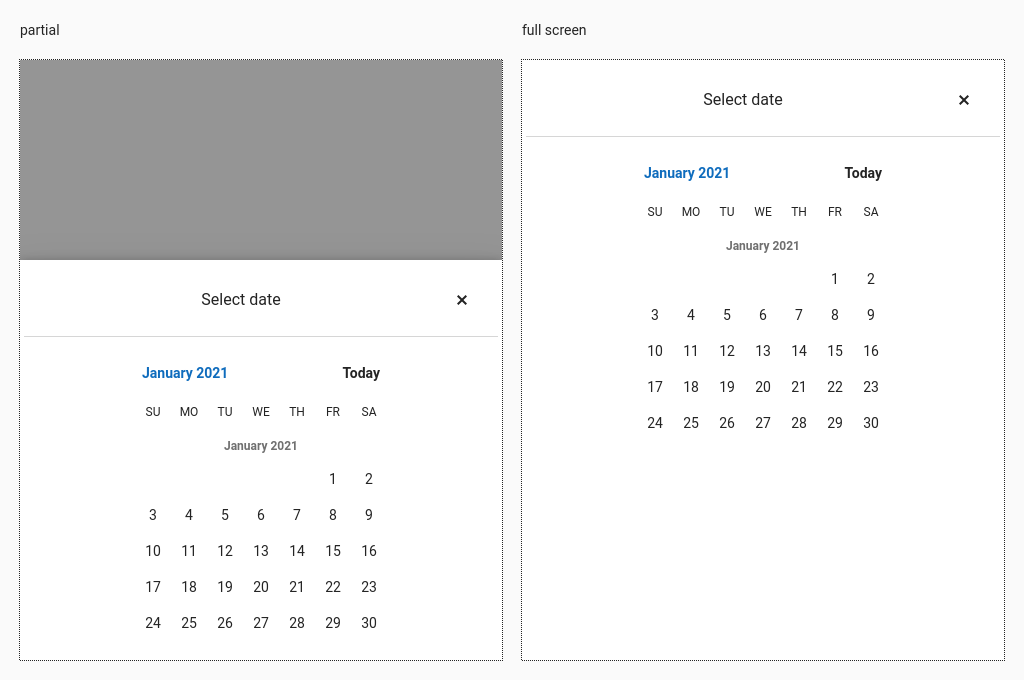 partial
Select date ×
January 2021 Today
SU MO TU WE TH FR SA
January 2021
1 2
3 4 5 6 7 8 9
10 11 12 13 14 15 16
17 18 19 20 21 22 23
24 25 26 27 28 29 30
full screen
Select date ×
January 2021 Today
SU MO TU WE TH FR SA
January 2021
1 2
3 4 5 6 7 8 9
10 11 12 13 14 15 16
17 18 19 20 21 22 23
24 25 26 27 28 29 30